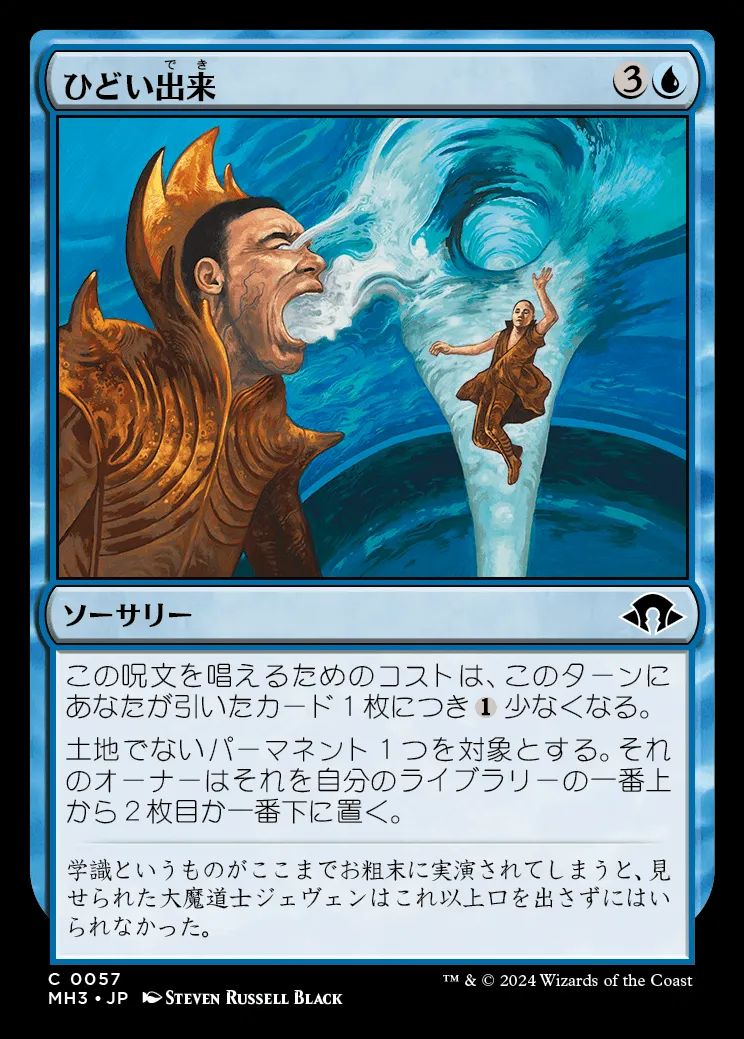 ひどい出来
でき
3
ソーサリー
この呪文を唱えるためのコストは、このターンに
あなたが引いたカード1枚につき1少なくなる。
土地でないパーマネント1つを対象とする。それ
のオーナーはそれを自分のライブラリーの一番上
から2枚目か一番下に置く。
学識というものがここまでお粗末に実演されてしまうと、見
せられた大魔道士ジェヴェンはこれ以上口を出さずにはい
られなかった。
C 0057
MH3 • JP Steven Russell Black
™ & © 2024 Wizards of the Coast